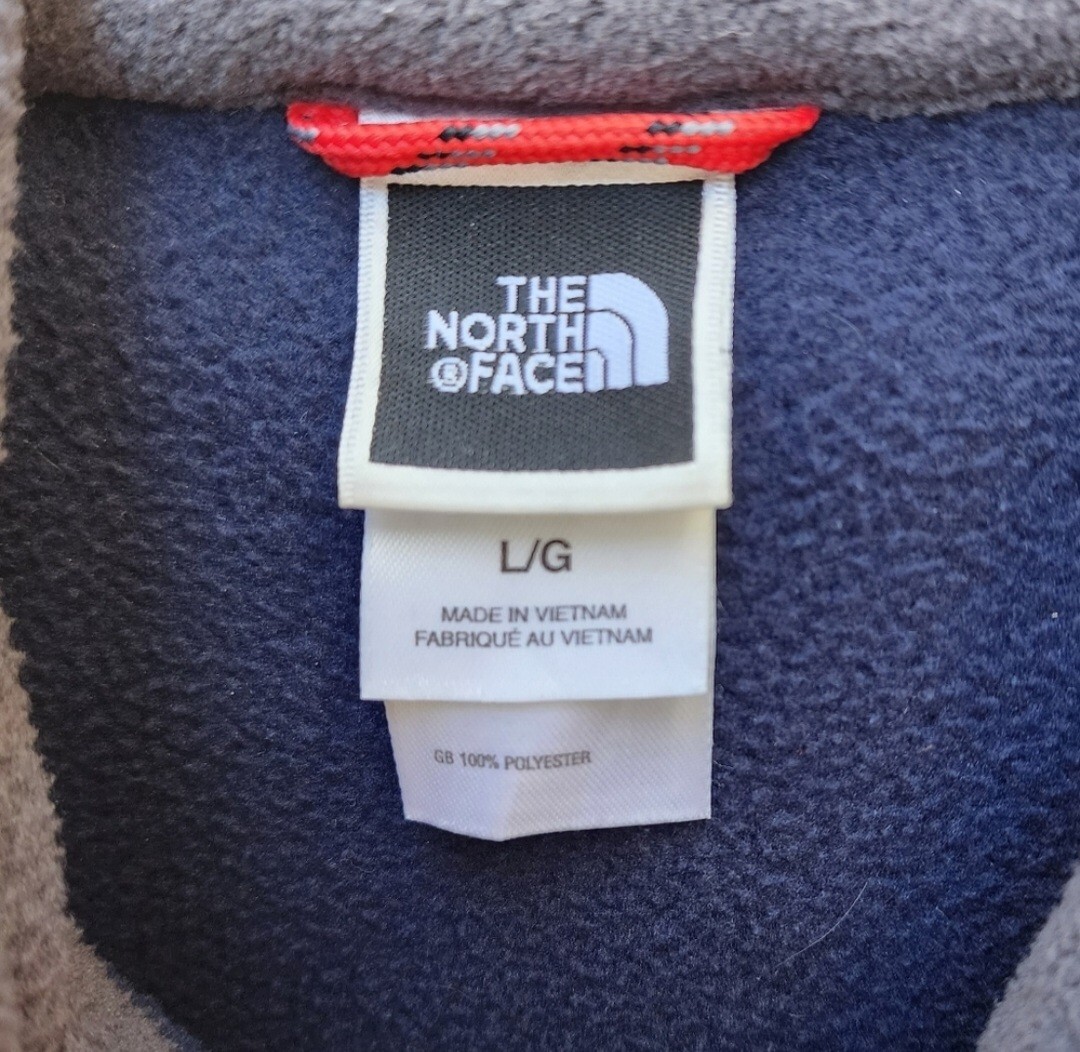 THE
NORTH
®FACE
L/G
MADE IN VIETNAM
FABRIQUÉ AU VIETNAM
GB 100% POLYESTER